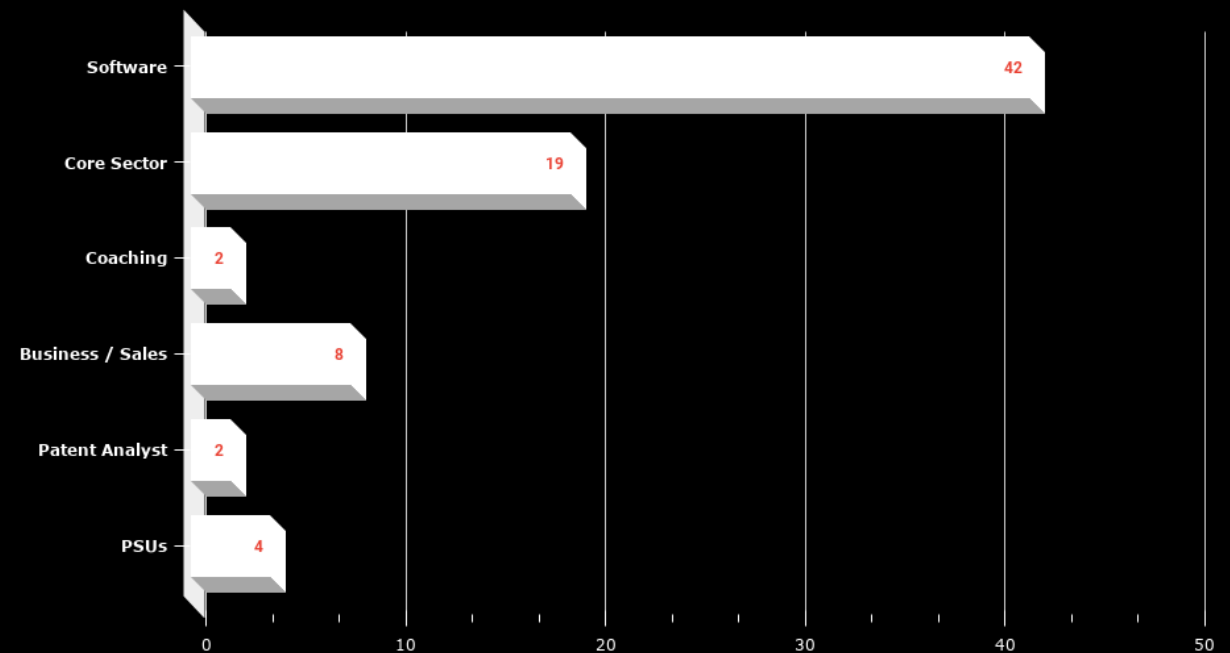 Software
42
Core Sector
19
Coaching
2
Business / Sales
8
Patent Analyst
2
PSUs
4
0 10 20 30 40 50